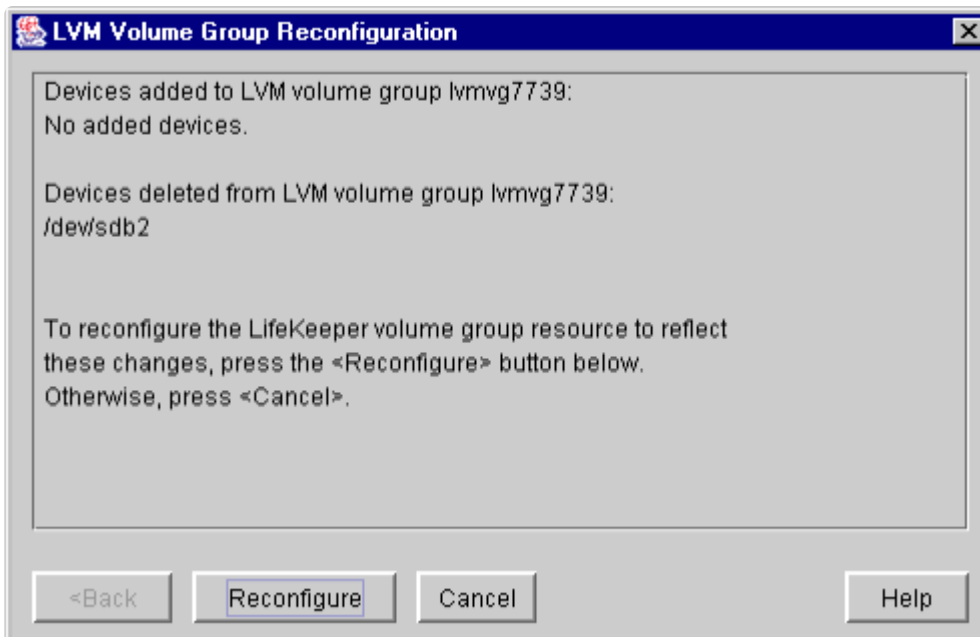 LVM Volume Group Reconfiguration
Devices added to LVM volume group lvmvg7739:
No added devices.
Devices deleted from LVM volume group lvmvg7739:
/dev/sdb2
To reconfigure the LifeKeeper volume group resource to reflect
these changes, press the <Reconfigure> button below.
Otherwise, press <Cancel>.
<Back Reconfigure Cancel Help